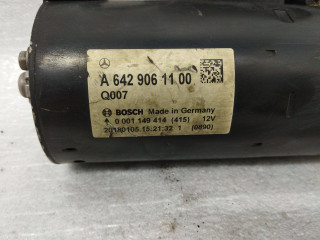 A 642 906 11 00
Q007
BOSCH Made in Germany
0 001 149 414 (415) 12V
20180105 15:21:32 1 (0890)